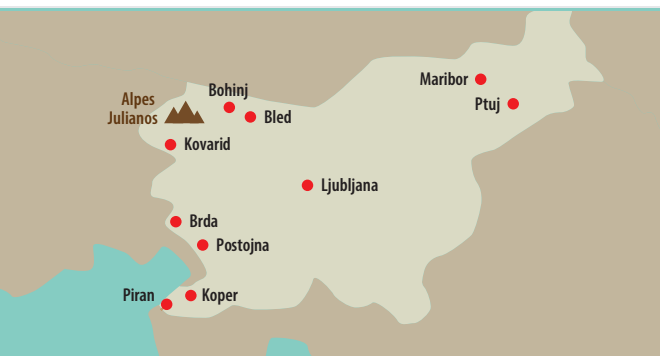 Maribor
Ptuj
Bohinj
Alpes
Julianos
Bled
Kovarid
Ljubljana
Brda
Postojna
Piran
Koper